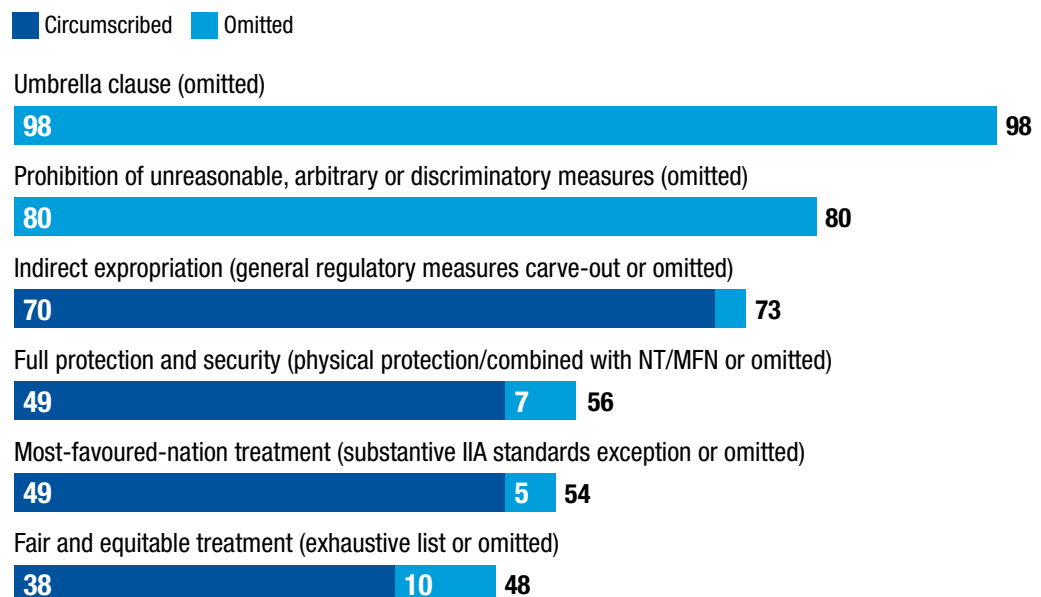 Circumscribed Omitted
Umbrella clause (omitted)
98 98
Prohibition of unreasonable, arbitrary or discriminatory measures (omitted)
80 80
Indirect expropriation (general regulatory measures carve-out or omitted)
70 73
Full protection and security (physical protection/combined with NT/MFN or omitted)
49 7 56
Most-favoured-nation treatment (substantive IIA standards exception or omitted)
49 5 54
Fair and equitable treatment (exhaustive list or omitted)
38 10 48